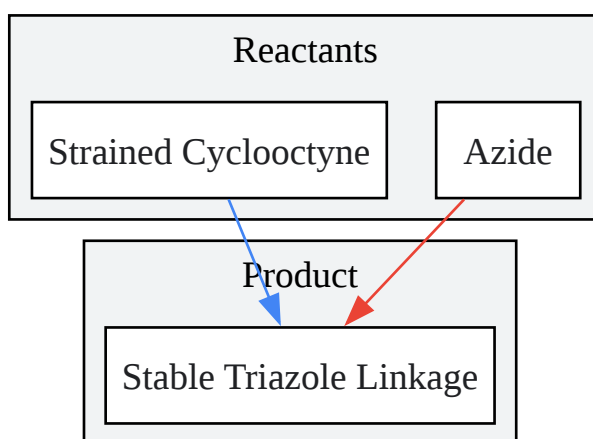 Reactants
Strained Cyclooctyne
Azide
Product
Stable Triazole Linkage